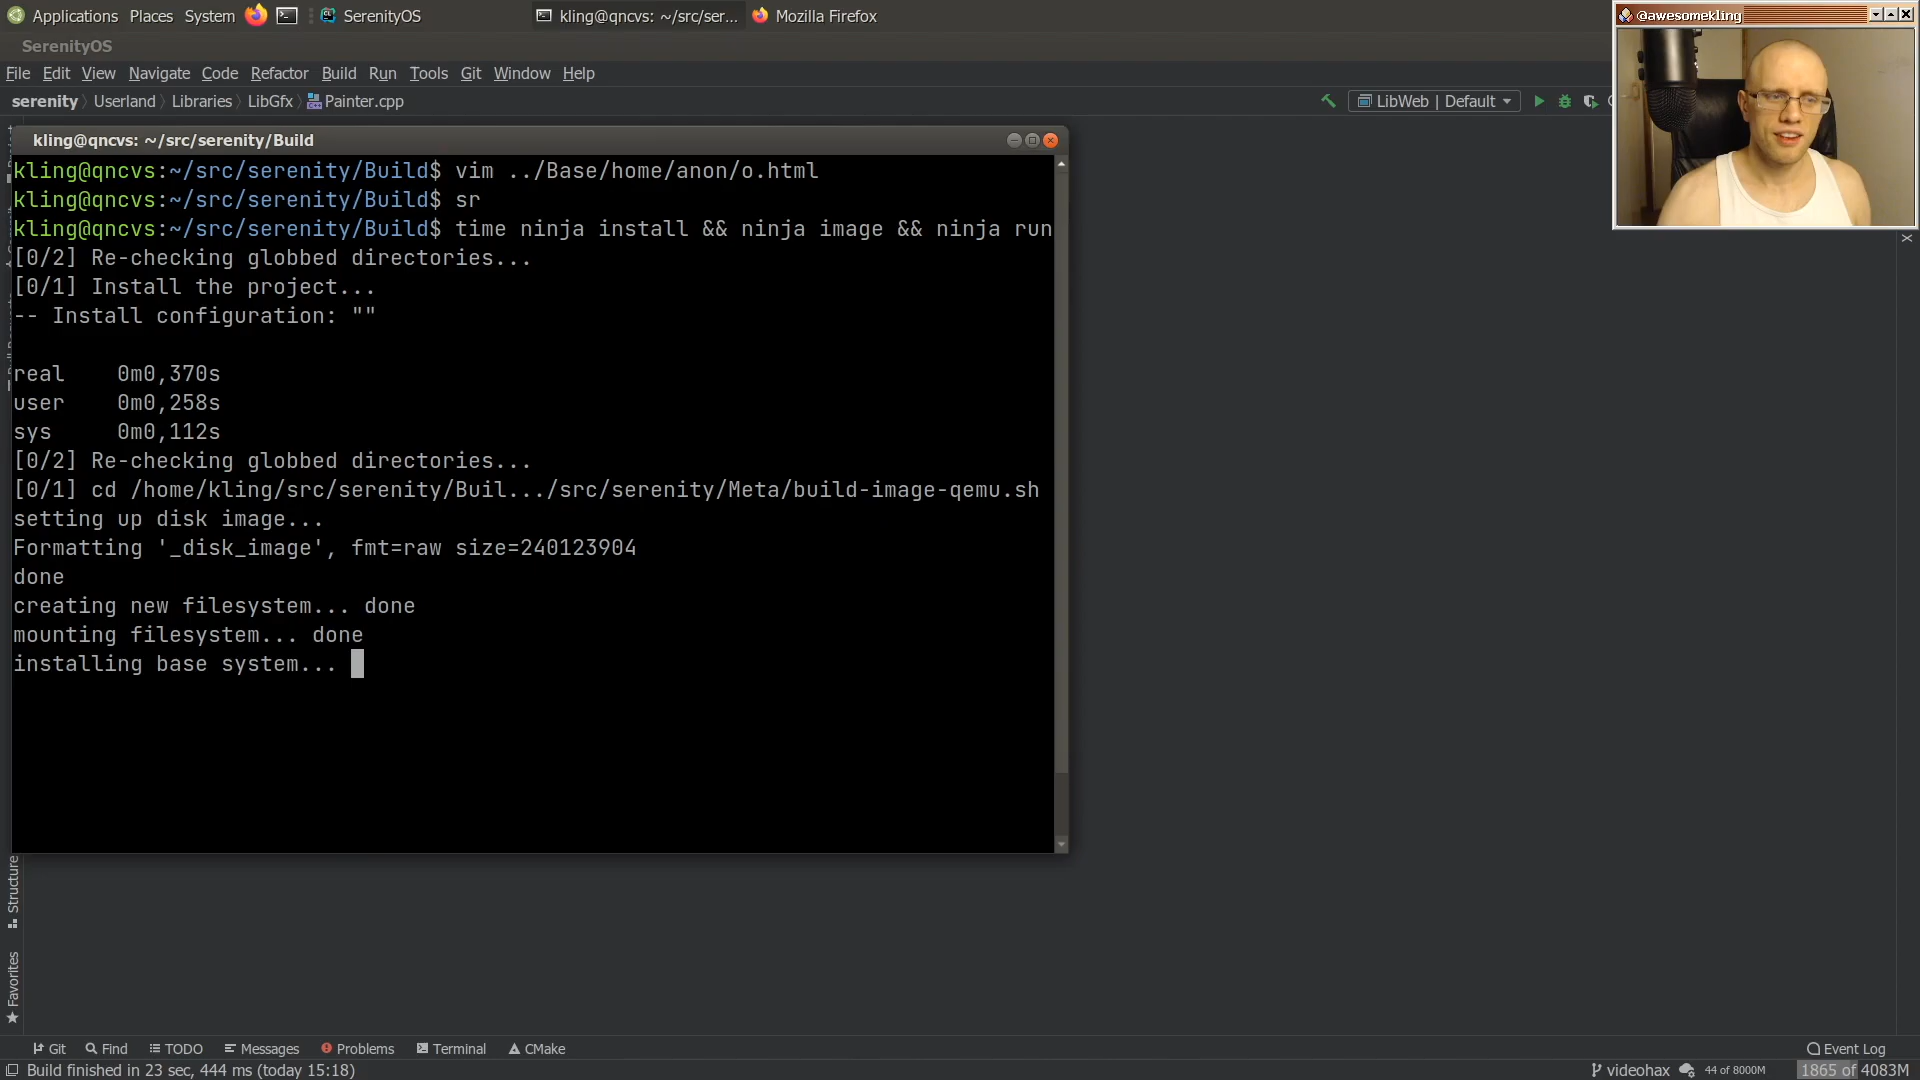 Applications Places System SerenityOS kling@qncvs: ~/src/ser... Mozilla Firefox
@awesomekling
SerenityOS
File Edit View Navigate Code Refactor Build Run Tools Git Window Help
serenity Userland Libraries LibGfx Painter.cpp LibWeb | Default
kling@qncvs: ~/src/serenity/Build
kling@qncvs:~/src/serenity/Build$ vim ../Base/home/anon/o.html
kling@qncvs:~/src/serenity/Build$ sr
kling@qncvs:~/src/serenity/Build$ time ninja install && ninja image && ninja run
[0/2] Re-checking globbed directories...
[0/1] Install the project...
-- Install configuration: ""
real 0m0,370s
user 0m0,258s
sys 0m0,112s
[0/2] Re-checking globbed directories...
[0/1] cd /home/kling/src/serenity/Buil.../src/serenity/Meta/build-image-qemu.sh
setting up disk image...
Formatting '_disk_image', fmt=raw size=240123904
done
creating new filesystem... done
mounting filesystem... done
installing base system...
Structure
Favorites
Git Find TODO Messages Problems Terminal CMake Event Log
Build finished in 23 sec, 444 ms (today 15:18) videohax 44 of 8000M 1865 of 4083M